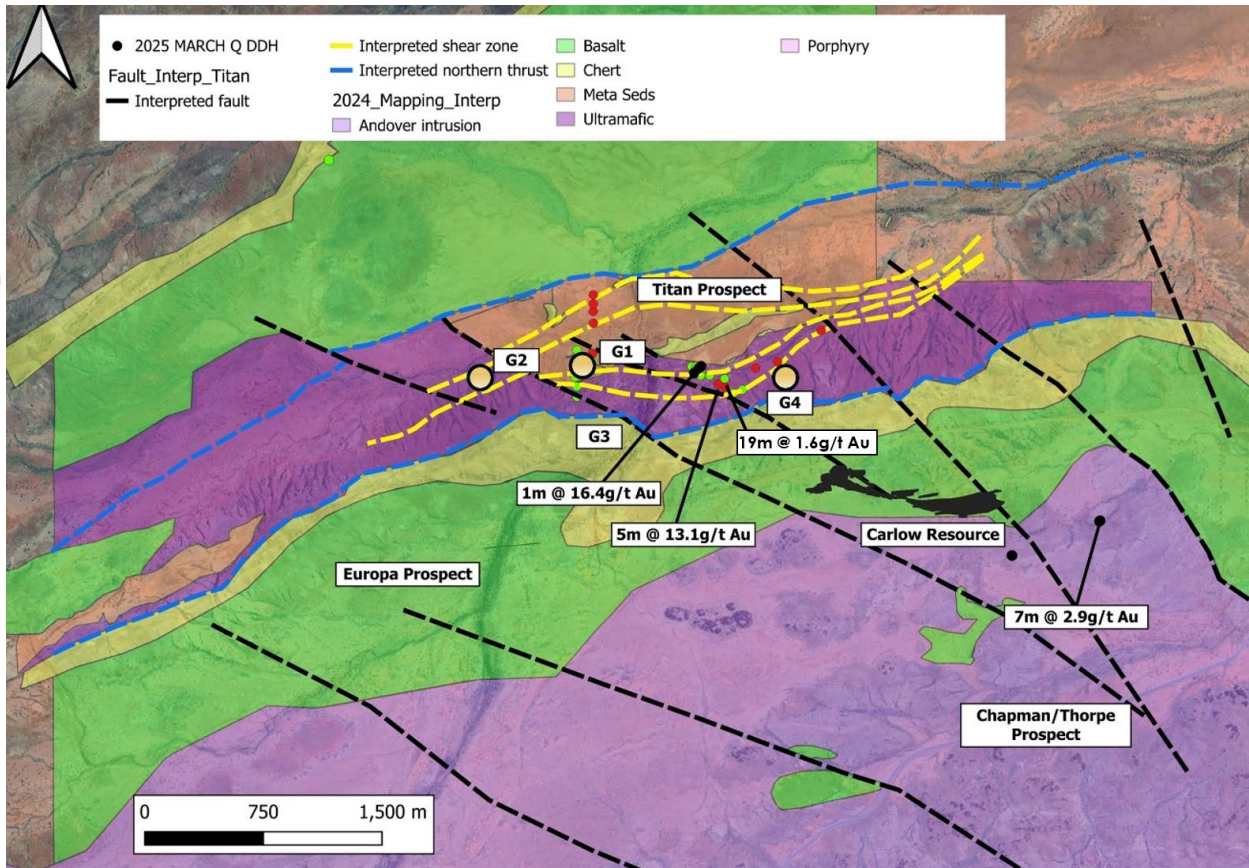 2025 MARCH Q DDH
Fault_Interp_Titan
Interpreted fault
Interpreted shear zone
Interpreted northern thrust
2024_Mapping_Interp
Andover intrusion
Basalt
Chert
Meta Seds
Ultramafic
Porphyry
Titan Prospect
G2
G1
G4
G3
19m @ 1.6g/t Au
1m @ 16.4g/t Au
5m @ 13.1g/t Au
Carlow Resource
Europa Prospect
7m @ 2.9g/t Au
Chapman/Thorpe
Prospect
0 750 1,500 m